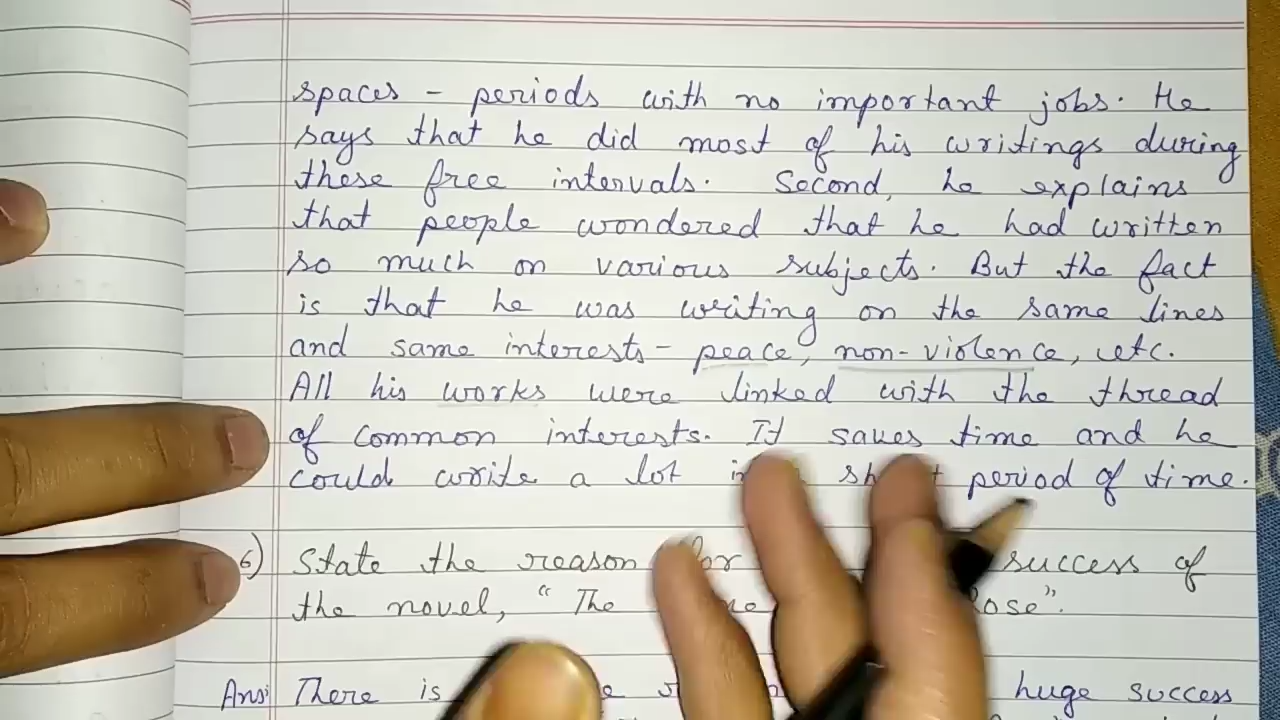 spaces - periods with no important jobs. He
says that he did most of his writings during
these free intervals. Second, he explains
that people wondered that he had written
so much on various subjects. But the fact
is that he was writing on the same lines
and same interests - peace, non-violence, etc.
All his works were linked with the thread
of common interests. It saves time and he
could write a lot period of time.
6) State the reason for success of
the novel, "The Rose".
Ans: There is huge success